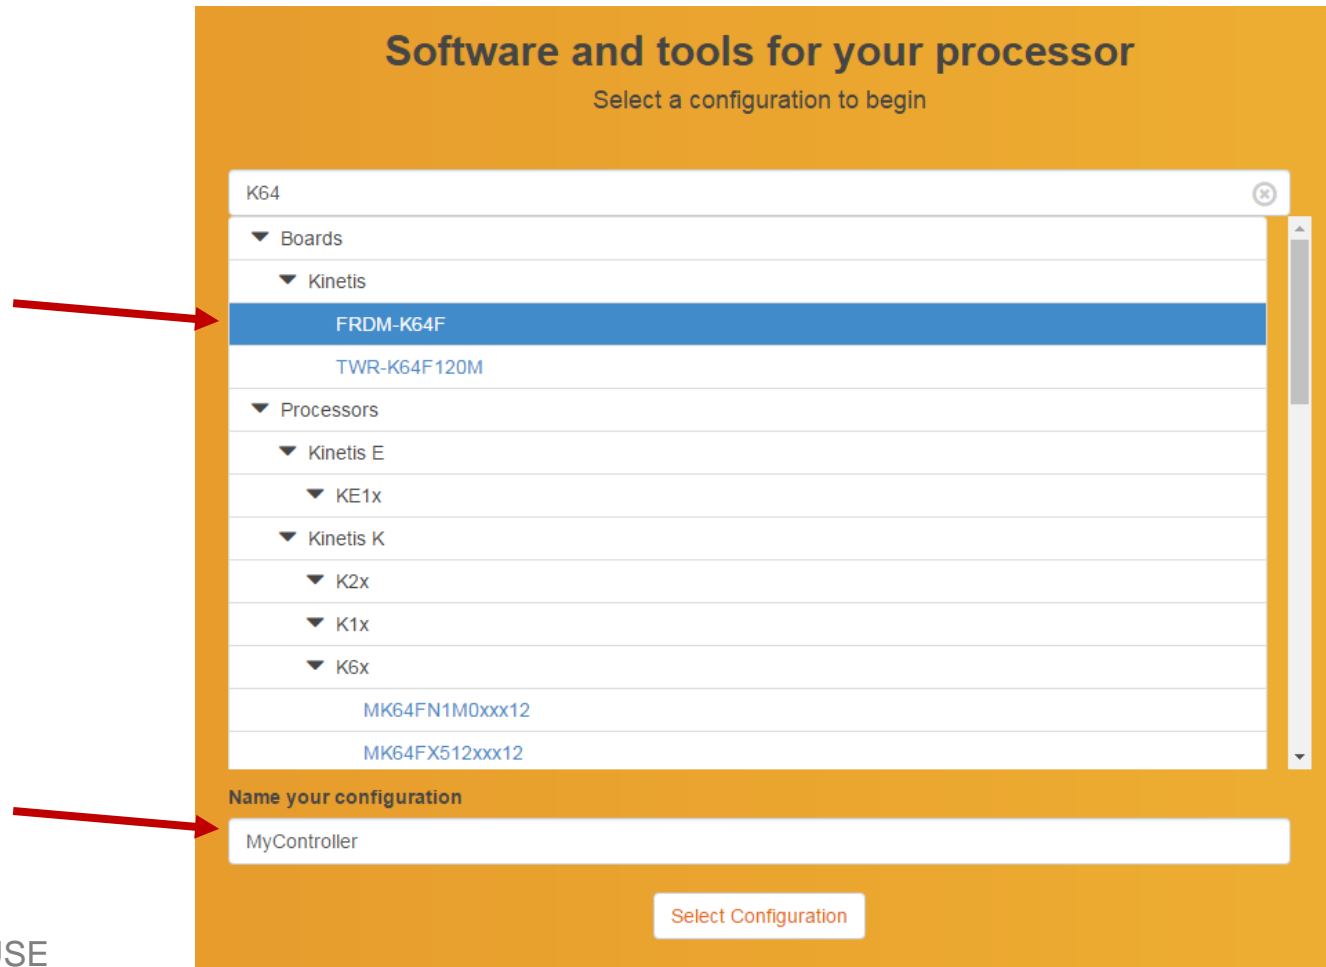 Software and tools for your processor
Select a configuration to begin
K64
Boards
Kinetis
FRDM-K64F
TWR-K64F120M
Processors
Kinetis E
KE1x
Kinetis K
K2x
K1x
K6x
MK64FN1M0xxx12
MK64FX512xxx12
Name your configuration
MyController
Select Configuration